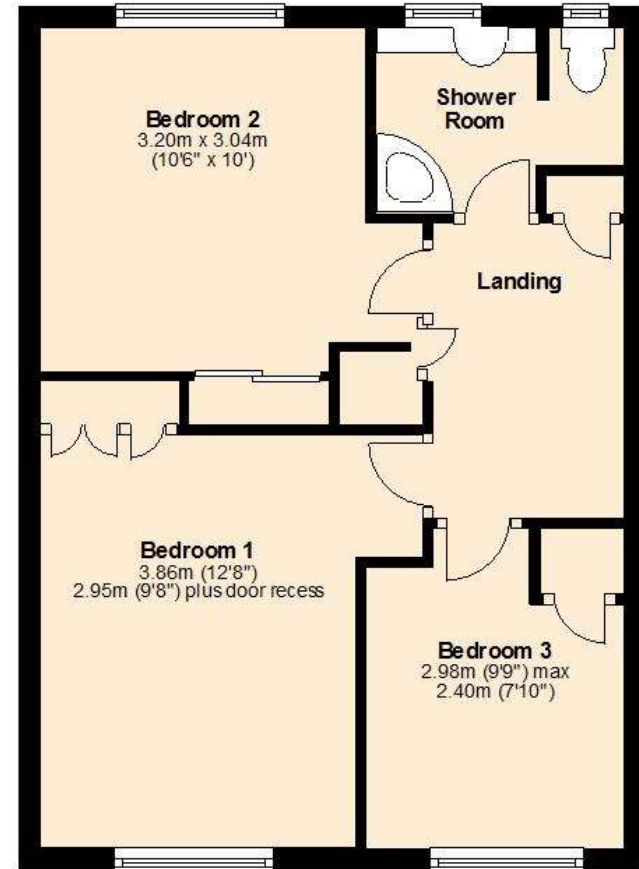 Bedroom 2
3.20m x 3.04m
(10'6" x 10')
Shower
Room
Landing
Bedroom 1
3.86m (12'8")
2.95m (9'8") plus door recess
Bedroom 3
2.98m (9'9") max
2.40m (7'10")